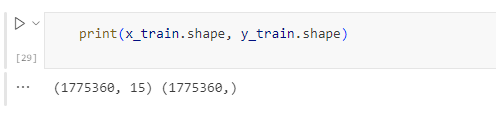 print(x_train.shape, y_train.shape)
[29]
(1775360, 15) (1775360,)